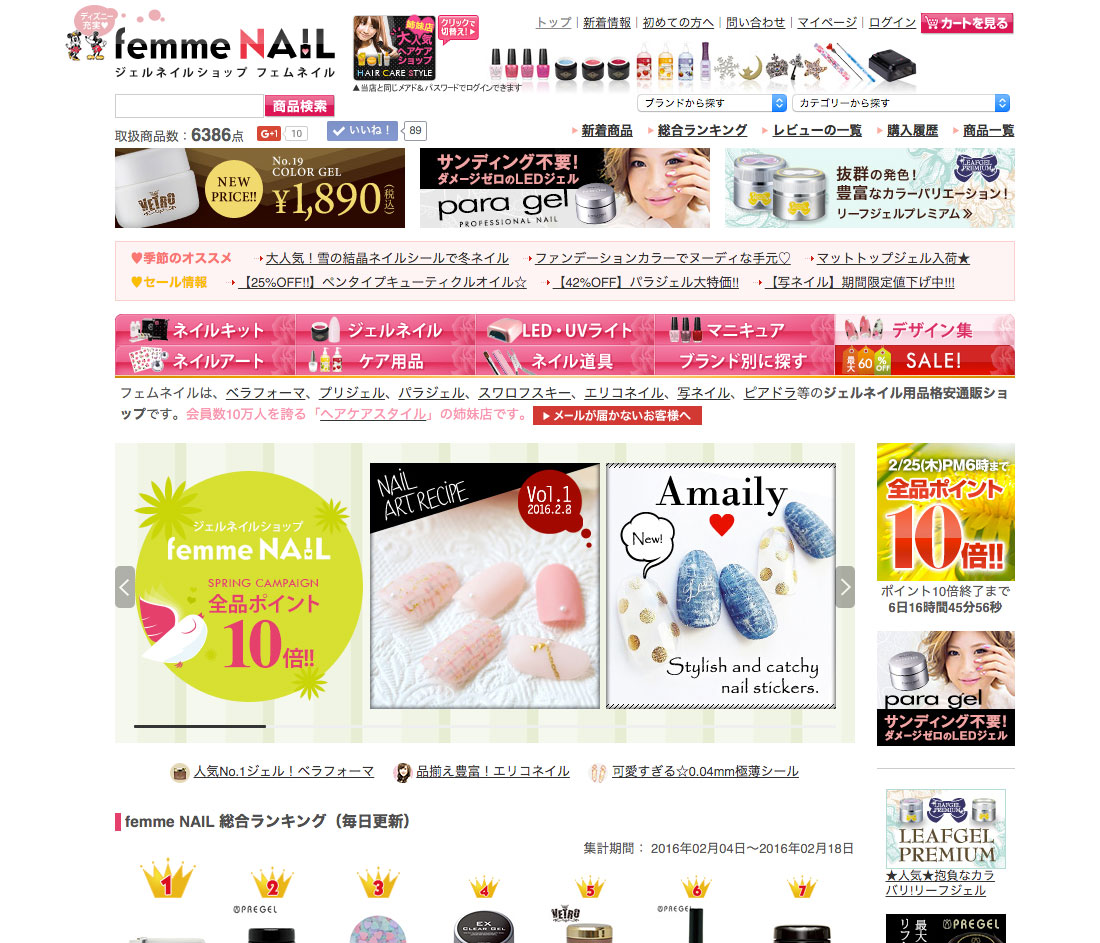 ディズニー
充実♥
femme NAIL
ジェルネイルショップ フェムネイル
姉妹店
大人気
ヘアケア
ショップ
HAIR CARE STYLE
クリックで
切替え!
▲当店と同じメアド&パスワードでログインできます
トップ | 新着情報 | 初めての方へ | 問い合わせ | マイページ | ログイン
カートを見る
商品検索
ブランドから探す
カテゴリーから探す
取扱商品数：6386点
g+1 10
いいね！ 89
新着商品 総合ランキング レビューの一覧 購入履歴 商品一覧
VETRO
NEW
PRICE!!
No.19
COLOR GEL
¥1,890(税込)
サンディング不要!
ダメージゼロのLEDジェル
para gel
PROFESSIONAL NAIL
抜群の発色！
豊富なカラーバリエーション！
リーフジェルプレミアム≫
LEAFGEL
PREMIUM
♥季節のオススメ
大人気！雪の結晶ネイルシールで冬ネイル
ファンデーションカラーでヌーディな手元♡
マットトップジェル入荷★
♥セール情報
【25%OFF!!】ペンタイプキューティクルオイル☆
【42%OFF】パラジェル大特価!!
【写ネイル】期間限定値下げ中!!!
ネイルキット ジェルネイル LED・UVライト マニキュア デザイン集
ネイルアート ケア用品 ネイル道具 ブランド別に探す 最大60%OFF SALE!
フェムネイルは、ベラフォーマ、プリジェル、パラジェル、スワロフスキー、エリコネイル、写ネイル、ピアドラ等のジェルネイル用品格安通販ショ
ップです。会員数10万人を誇る「ヘアケアスタイル」の姉妹店です。
▶メールが届かないお客様へ
ジェルネイルショップ
femme NAIL
SPRING CAMPAIGN
全品ポイント
10倍!!
NAIL
ART RECIPE
Vol.1
2016.2.8
Amaily
New!
Stylish and catchy
nail stickers.
2/25(木)PM6時まで
全品ポイント
10倍!!
ポイント10倍終了まで
6日16時間45分56秒
para gel
サンディング不要!
ダメージゼロのLEDジェル
人気No.1ジェル！ベラフォーマ
品揃え豊富！エリコネイル
可愛すぎる☆0.04mm極薄シール
femme NAIL 総合ランキング（毎日更新）
集計期間： 2016年02月04日〜2016年02月18日
1 2 3 4 5 6 7
PREGEL
EX
CLEAR GEL
VETRO
PREGEL
LEAFGEL
PREMIUM
LEAFGEL
PREMIUM
★人気★抱負なカラ
バリ!リーフジェル
PREGEL